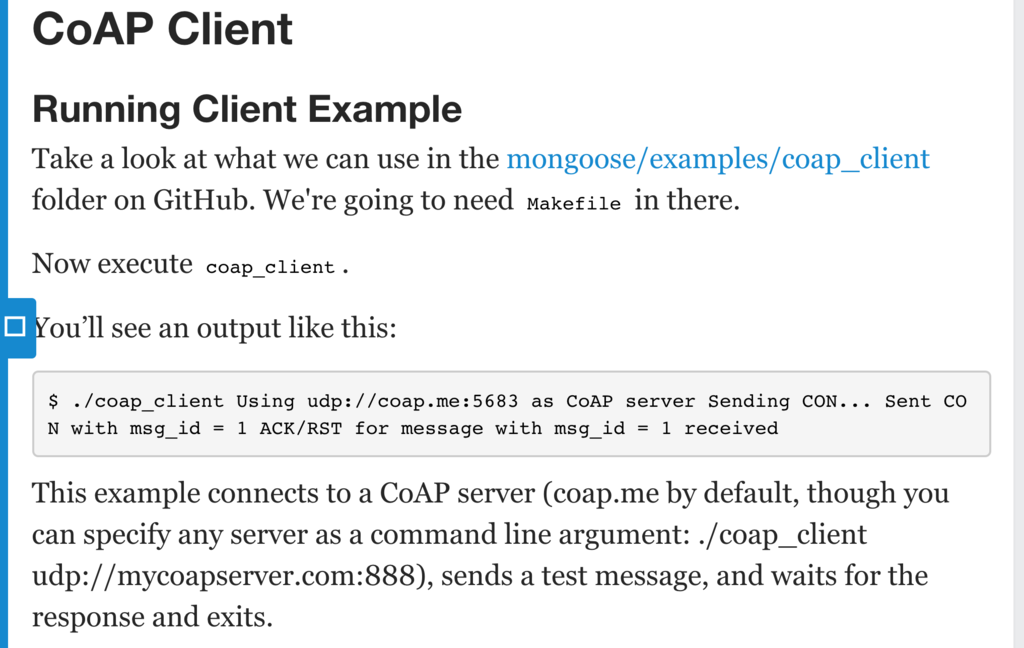 CoAP Client
Running Client Example
Take a look at what we can use in the mongoose/examples/coap_client
folder on GitHub. We're going to need Makefile in there.
Now execute coap_client .
You’ll see an output like this:
$ ./coap_client Using udp://coap.me:5683 as CoAP server Sending CON... Sent CO
N with msg_id = 1 ACK/RST for message with msg_id = 1 received
This example connects to a CoAP server (coap.me by default, though you
can specify any server as a command line argument: ./coap_client
udp://mycoapserver.com:888), sends a test message, and waits for the
response and exits.